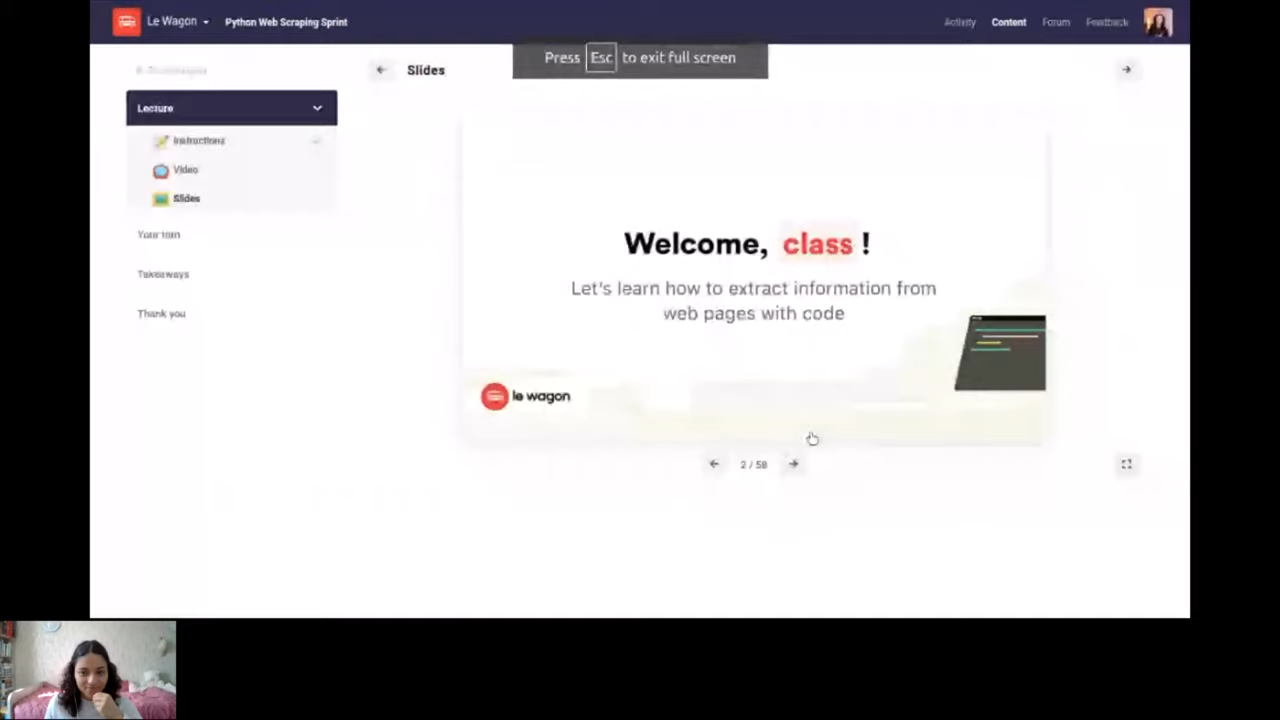 Le Wagon
Python Web Scraping Sprint
Activity
Content
Forum
Feedback
Press Esc to exit full screen
Slides
Lecture
Instructions
Video
Slides
Your turn
Takeaways
Thank you
Welcome, class !
Let's learn how to extract information from
web pages with code
le wagon
2 / 58